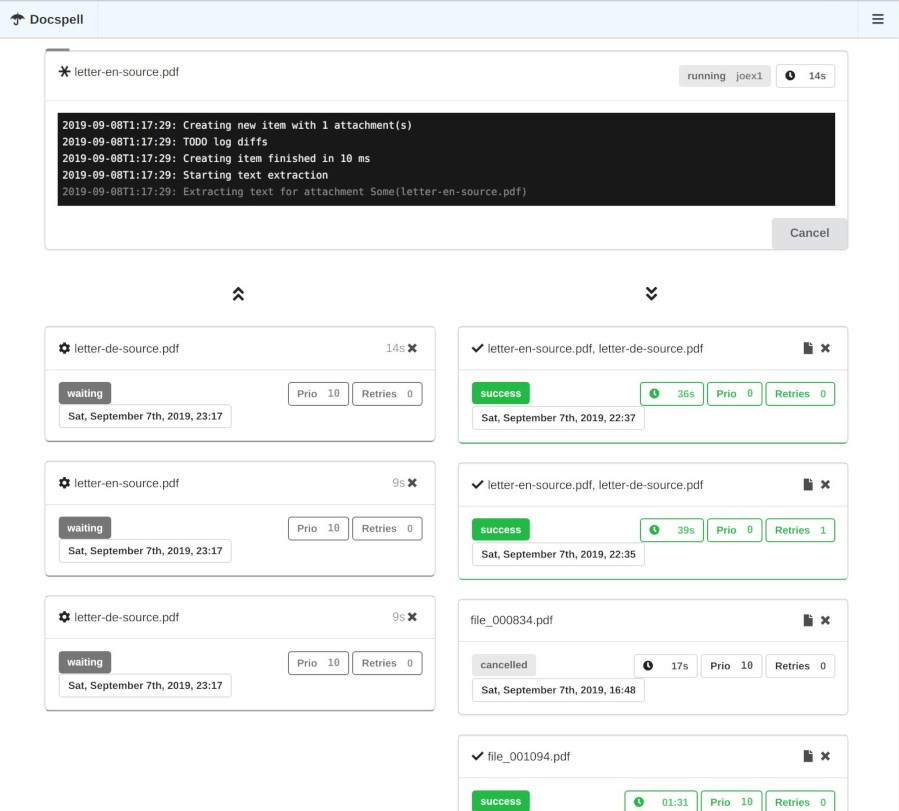 Docspell
letter-en-source.pdf
running joex1 14s
2019-09-08T1:17:29: Creating new item with 1 attachment(s)
2019-09-08T1:17:29: TODO log diffs
2019-09-08T1:17:29: Creating item finished in 10 ms
2019-09-08T1:17:29: Starting text extraction
2019-09-08T1:17:29: Extracting text for attachment Some(letter-en-source.pdf)
Cancel
letter-de-source.pdf 14s
waiting Prio 10 Retries 0
Sat, September 7th, 2019, 23:17
letter-en-source.pdf 9s
waiting Prio 10 Retries 0
Sat, September 7th, 2019, 23:17
letter-de-source.pdf 9s
waiting Prio 10 Retries 0
Sat, September 7th, 2019, 23:17
letter-en-source.pdf, letter-de-source.pdf
success 36s Prio 0 Retries 0
Sat, September 7th, 2019, 22:37
letter-en-source.pdf, letter-de-source.pdf
success 39s Prio 0 Retries 1
Sat, September 7th, 2019, 22:35
file_000834.pdf
cancelled 17s Prio 10 Retries 0
Sat, September 7th, 2019, 16:48
file_001094.pdf
success 01:31 Prio 10 Retries 0